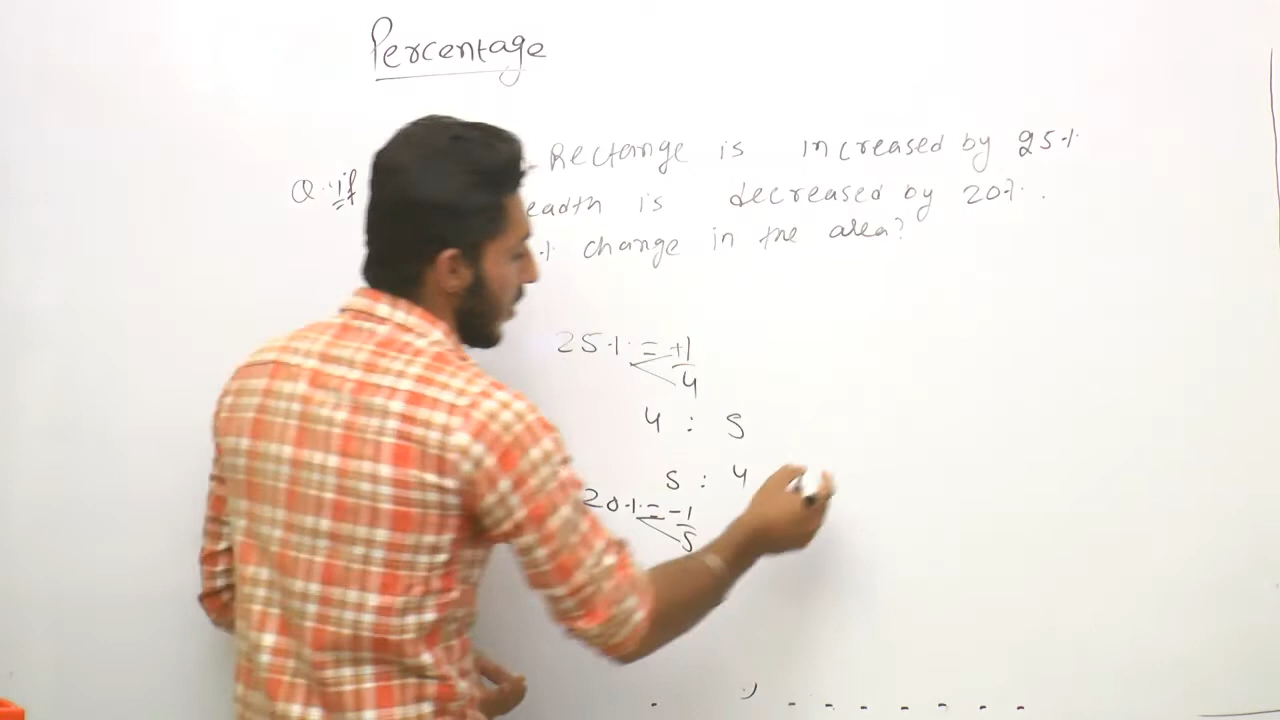 Percentage
Q. if Rectange is increased by 25%
eadth is decreased by 20%.
% change in the area?
25% = +1/4
4 : 5
5 : 4
20% = -1/5